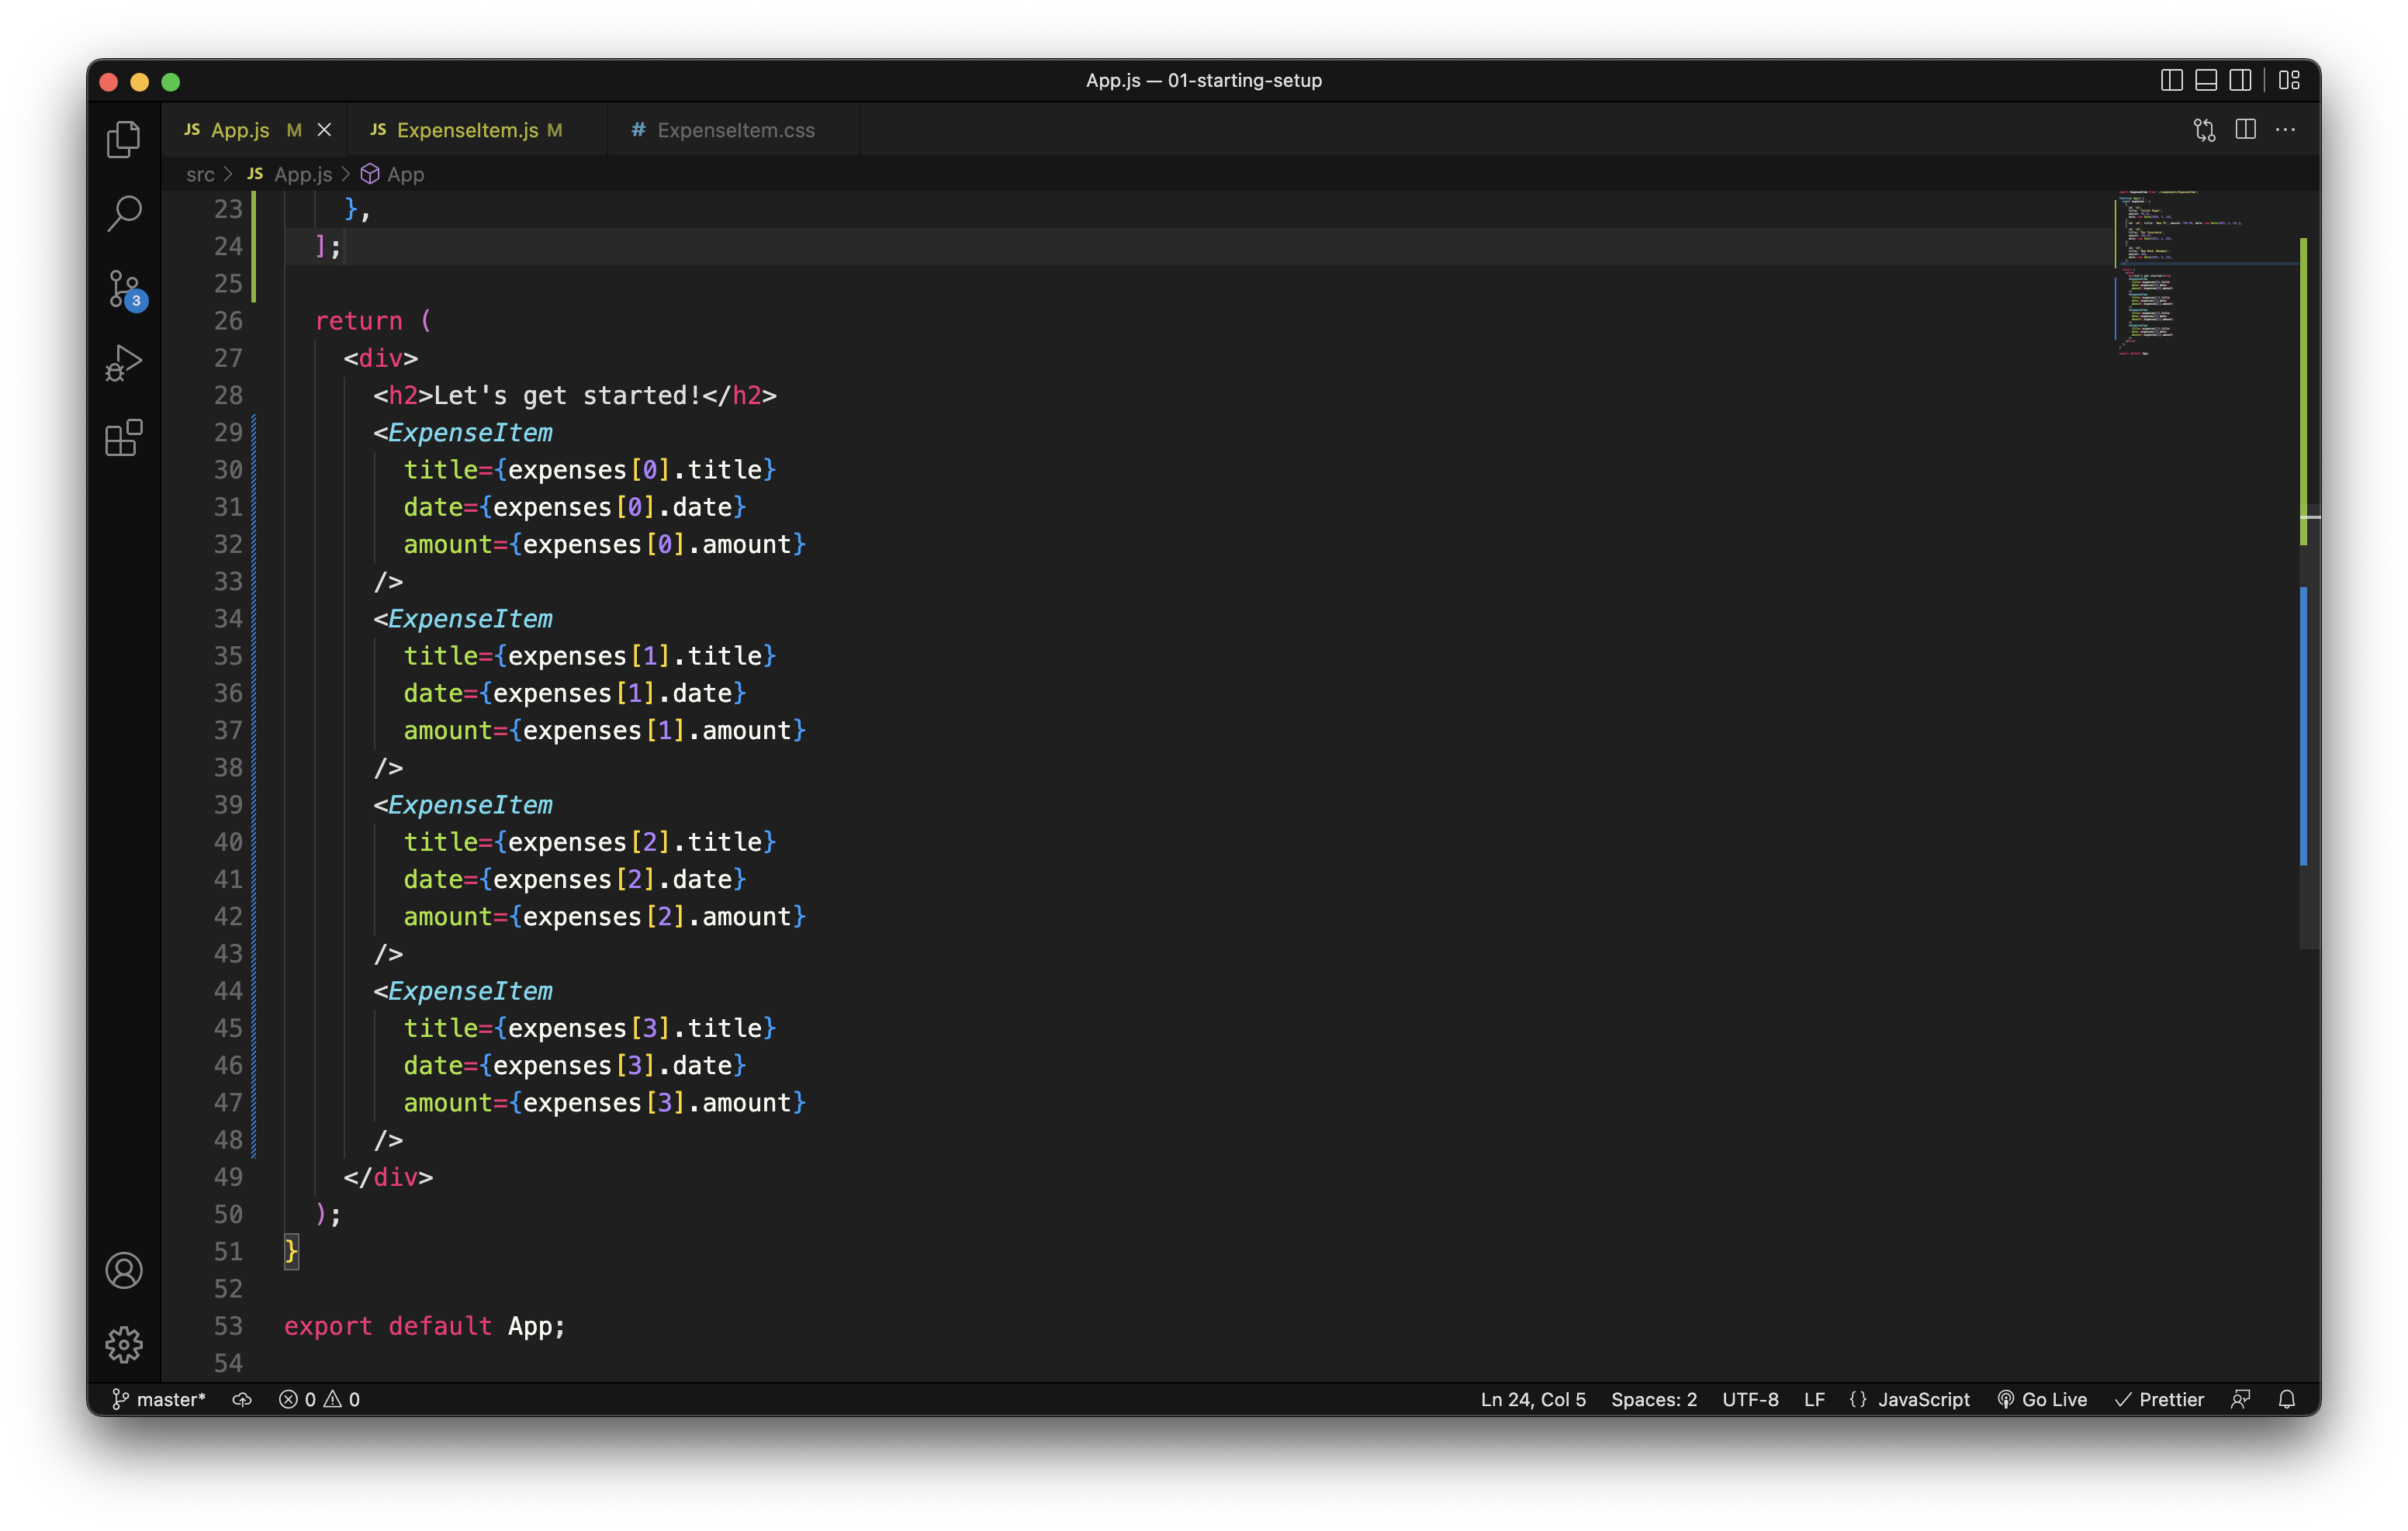 App.js — 01-starting-setup
JS App.js M JS ExpenseItem.js M # ExpenseItem.css
src > JS App.js > App
23 },
24 ];
25
26 return (
27 <div>
28 <h2>Let's get started!</h2>
29 <ExpenseItem
30 title={expenses[0].title}
31 date={expenses[0].date}
32 amount={expenses[0].amount}
33 />
34 <ExpenseItem
35 title={expenses[1].title}
36 date={expenses[1].date}
37 amount={expenses[1].amount}
38 />
39 <ExpenseItem
40 title={expenses[2].title}
41 date={expenses[2].date}
42 amount={expenses[2].amount}
43 />
44 <ExpenseItem
45 title={expenses[3].title}
46 date={expenses[3].date}
47 amount={expenses[3].amount}
48 />
49 </div>
50 );
51 }
52
53 export default App;
54
3
master* 0 0 Ln 24, Col 5 Spaces: 2 UTF-8 LF {} JavaScript Go Live Prettier